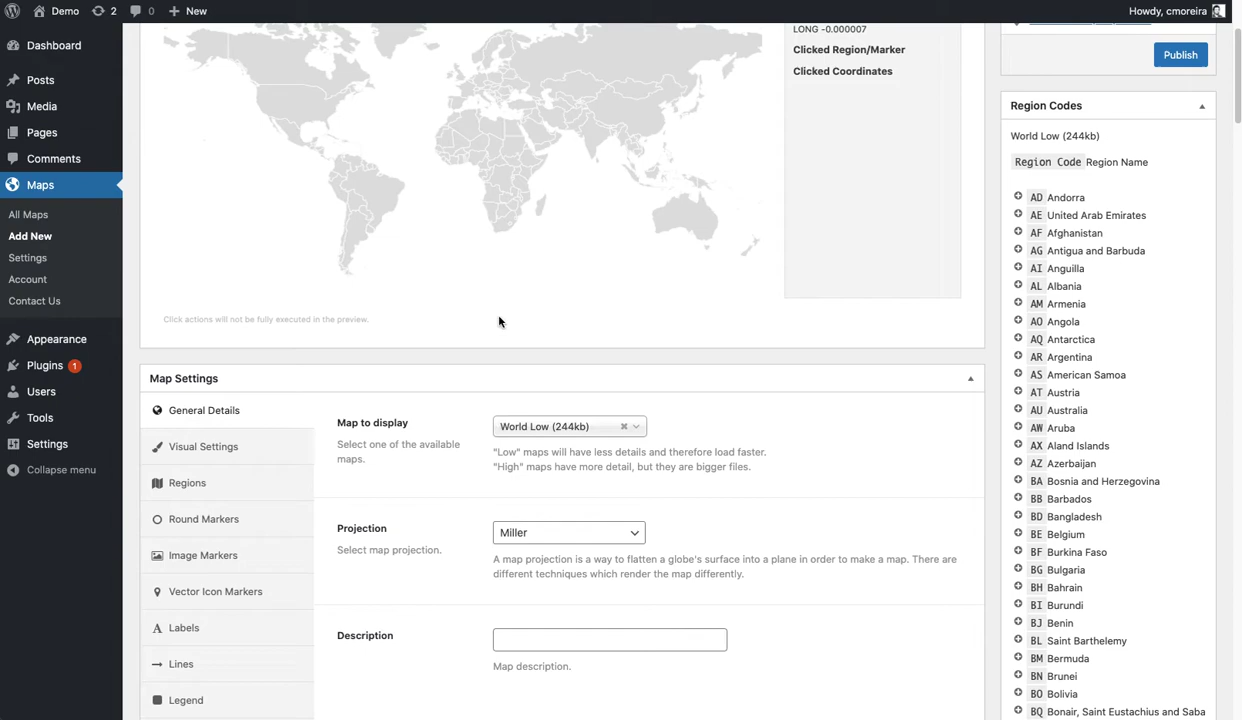 Demo
2
0
New
Howdy, cmoreira
Dashboard
Posts
Media
Pages
Comments
Maps
All Maps
Add New
Settings
Account
Contact Us
Appearance
Plugins 1
Users
Tools
Settings
Collapse menu
LONG -0.000007
Clicked Region/Marker
Clicked Coordinates
Click actions will not be fully executed in the preview.
Map Settings
General Details
Visual Settings
Regions
Round Markers
Image Markers
Vector Icon Markers
Labels
Lines
Legend
Map to display
Select one of the available
maps.
World Low (244kb)
"Low" maps will have less details and therefore load faster.
"High" maps have more detail, but they are bigger files.
Projection
Select map projection.
Miller
A map projection is a way to flatten a globe's surface into a plane in order to make a map. There are
different techniques which render the map differently.
Description
Map description.
Publish
Region Codes
World Low (244kb)
Region Code Region Name
AD Andorra
AE United Arab Emirates
AF Afghanistan
AG Antigua and Barbuda
AI Anguilla
AL Albania
AM Armenia
AO Angola
AQ Antarctica
AR Argentina
AS American Samoa
AT Austria
AU Australia
AW Aruba
AX Aland Islands
AZ Azerbaijan
BA Bosnia and Herzegovina
BB Barbados
BD Bangladesh
BE Belgium
BF Burkina Faso
BG Bulgaria
BH Bahrain
BI Burundi
BJ Benin
BL Saint Barthelemy
BM Bermuda
BN Brunei
BO Bolivia
BQ Bonair, Saint Eustachius and Saba